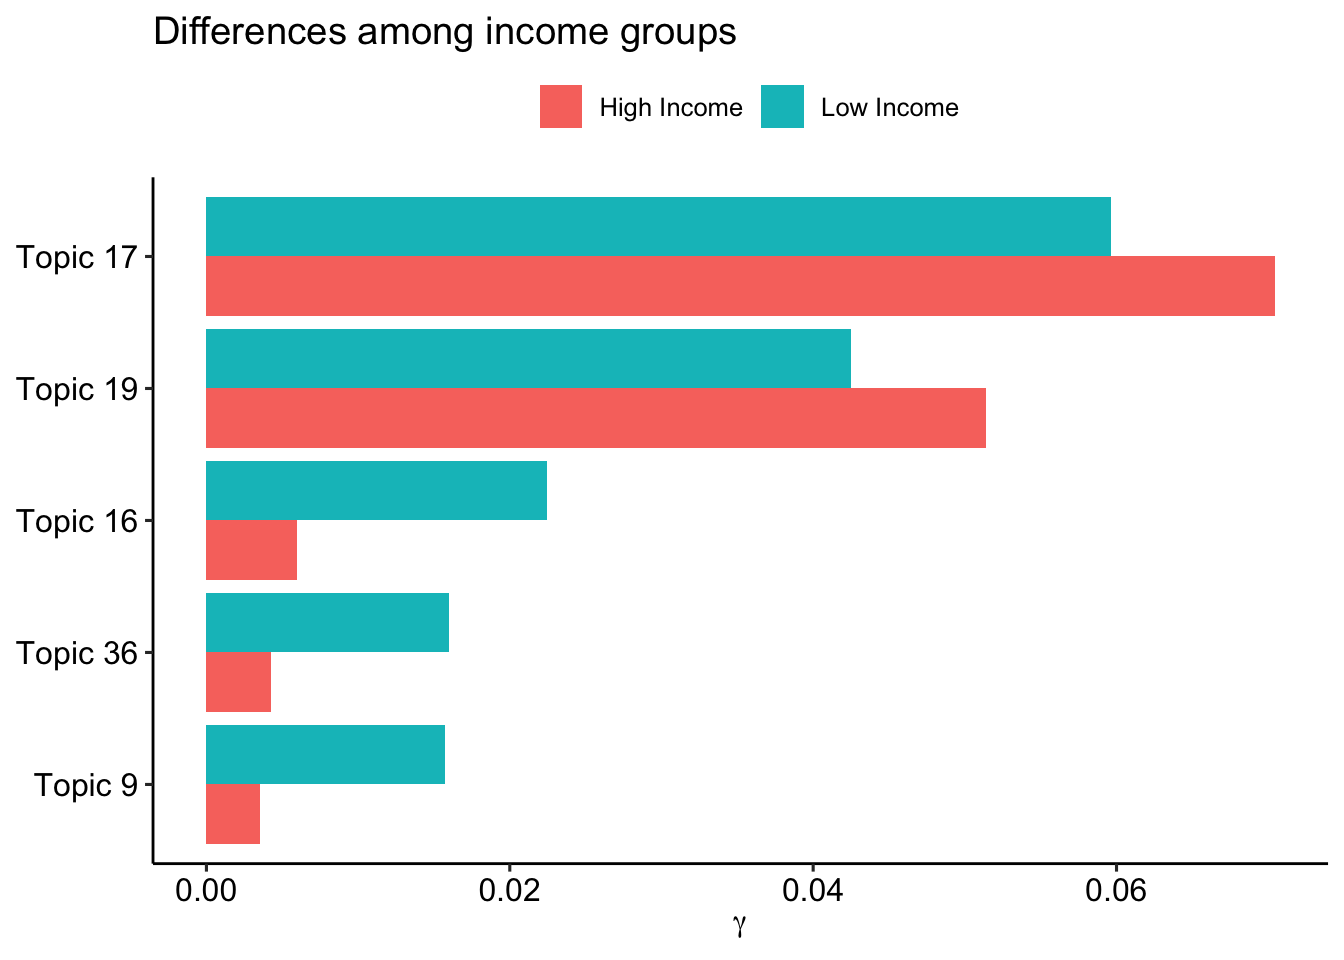 Differences among income groups
High Income Low Income
Topic 17
Topic 19
Topic 16
Topic 36
Topic 9
0.00 0.02 0.04 0.06
γ